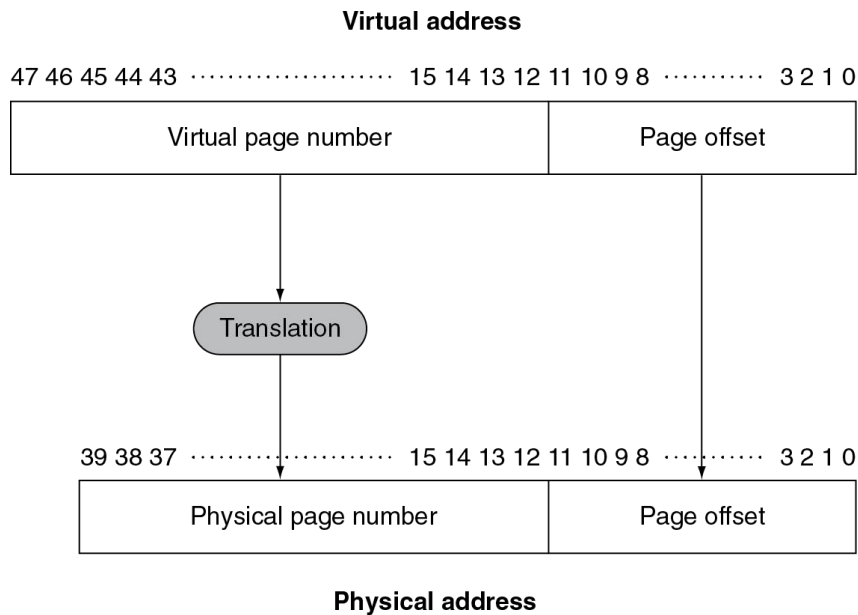 Virtual address
47 46 45 44 43 ······················ 15 14 13 12 11 10 9 8 ··········· 3 2 1 0
Virtual page number Page offset
Translation
39 38 37 ······················ 15 14 13 12 11 10 9 8 ··········· 3 2 1 0
Physical page number Page offset
Physical address